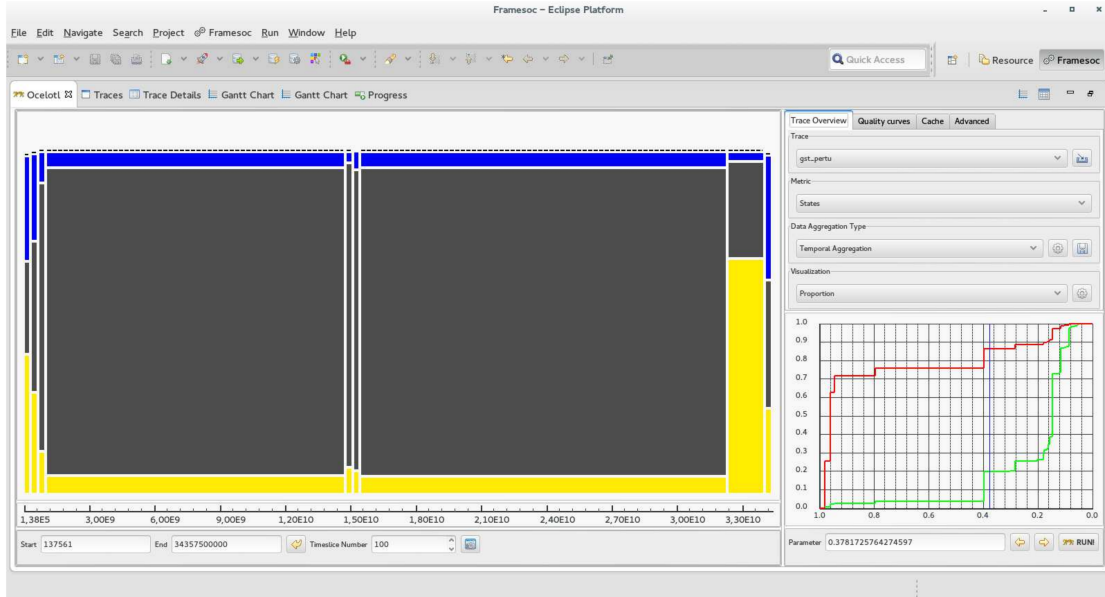 Framesoc – Eclipse Platform
File Edit Navigate Search Project Framesoc Run Window Help
Quick Access
Resource
Framesoc
Ocelotl
Traces
Trace Details
Gantt Chart
Gantt Chart
Progress
Trace Overview
Quality curves
Cache
Advanced
Trace
gst_pertu
Metric
States
Data Aggregation Type
Temporal Aggregation
Visualization
Proportion
1.0
0.9
0.8
0.7
0.6
0.5
0.4
0.3
0.2
0.1
0.0
1.0 0.8 0.6 0.4 0.2 0.0
1,38E5 3,00E9 6,00E9 9,00E9 1,20E10 1,50E10 1,80E10 2,10E10 2,40E10 2,70E10 3,00E10 3,30E10
Start 137561 End 34357500000 Timeslice Number 100
Parameter 0.3781725764274597 RUN!